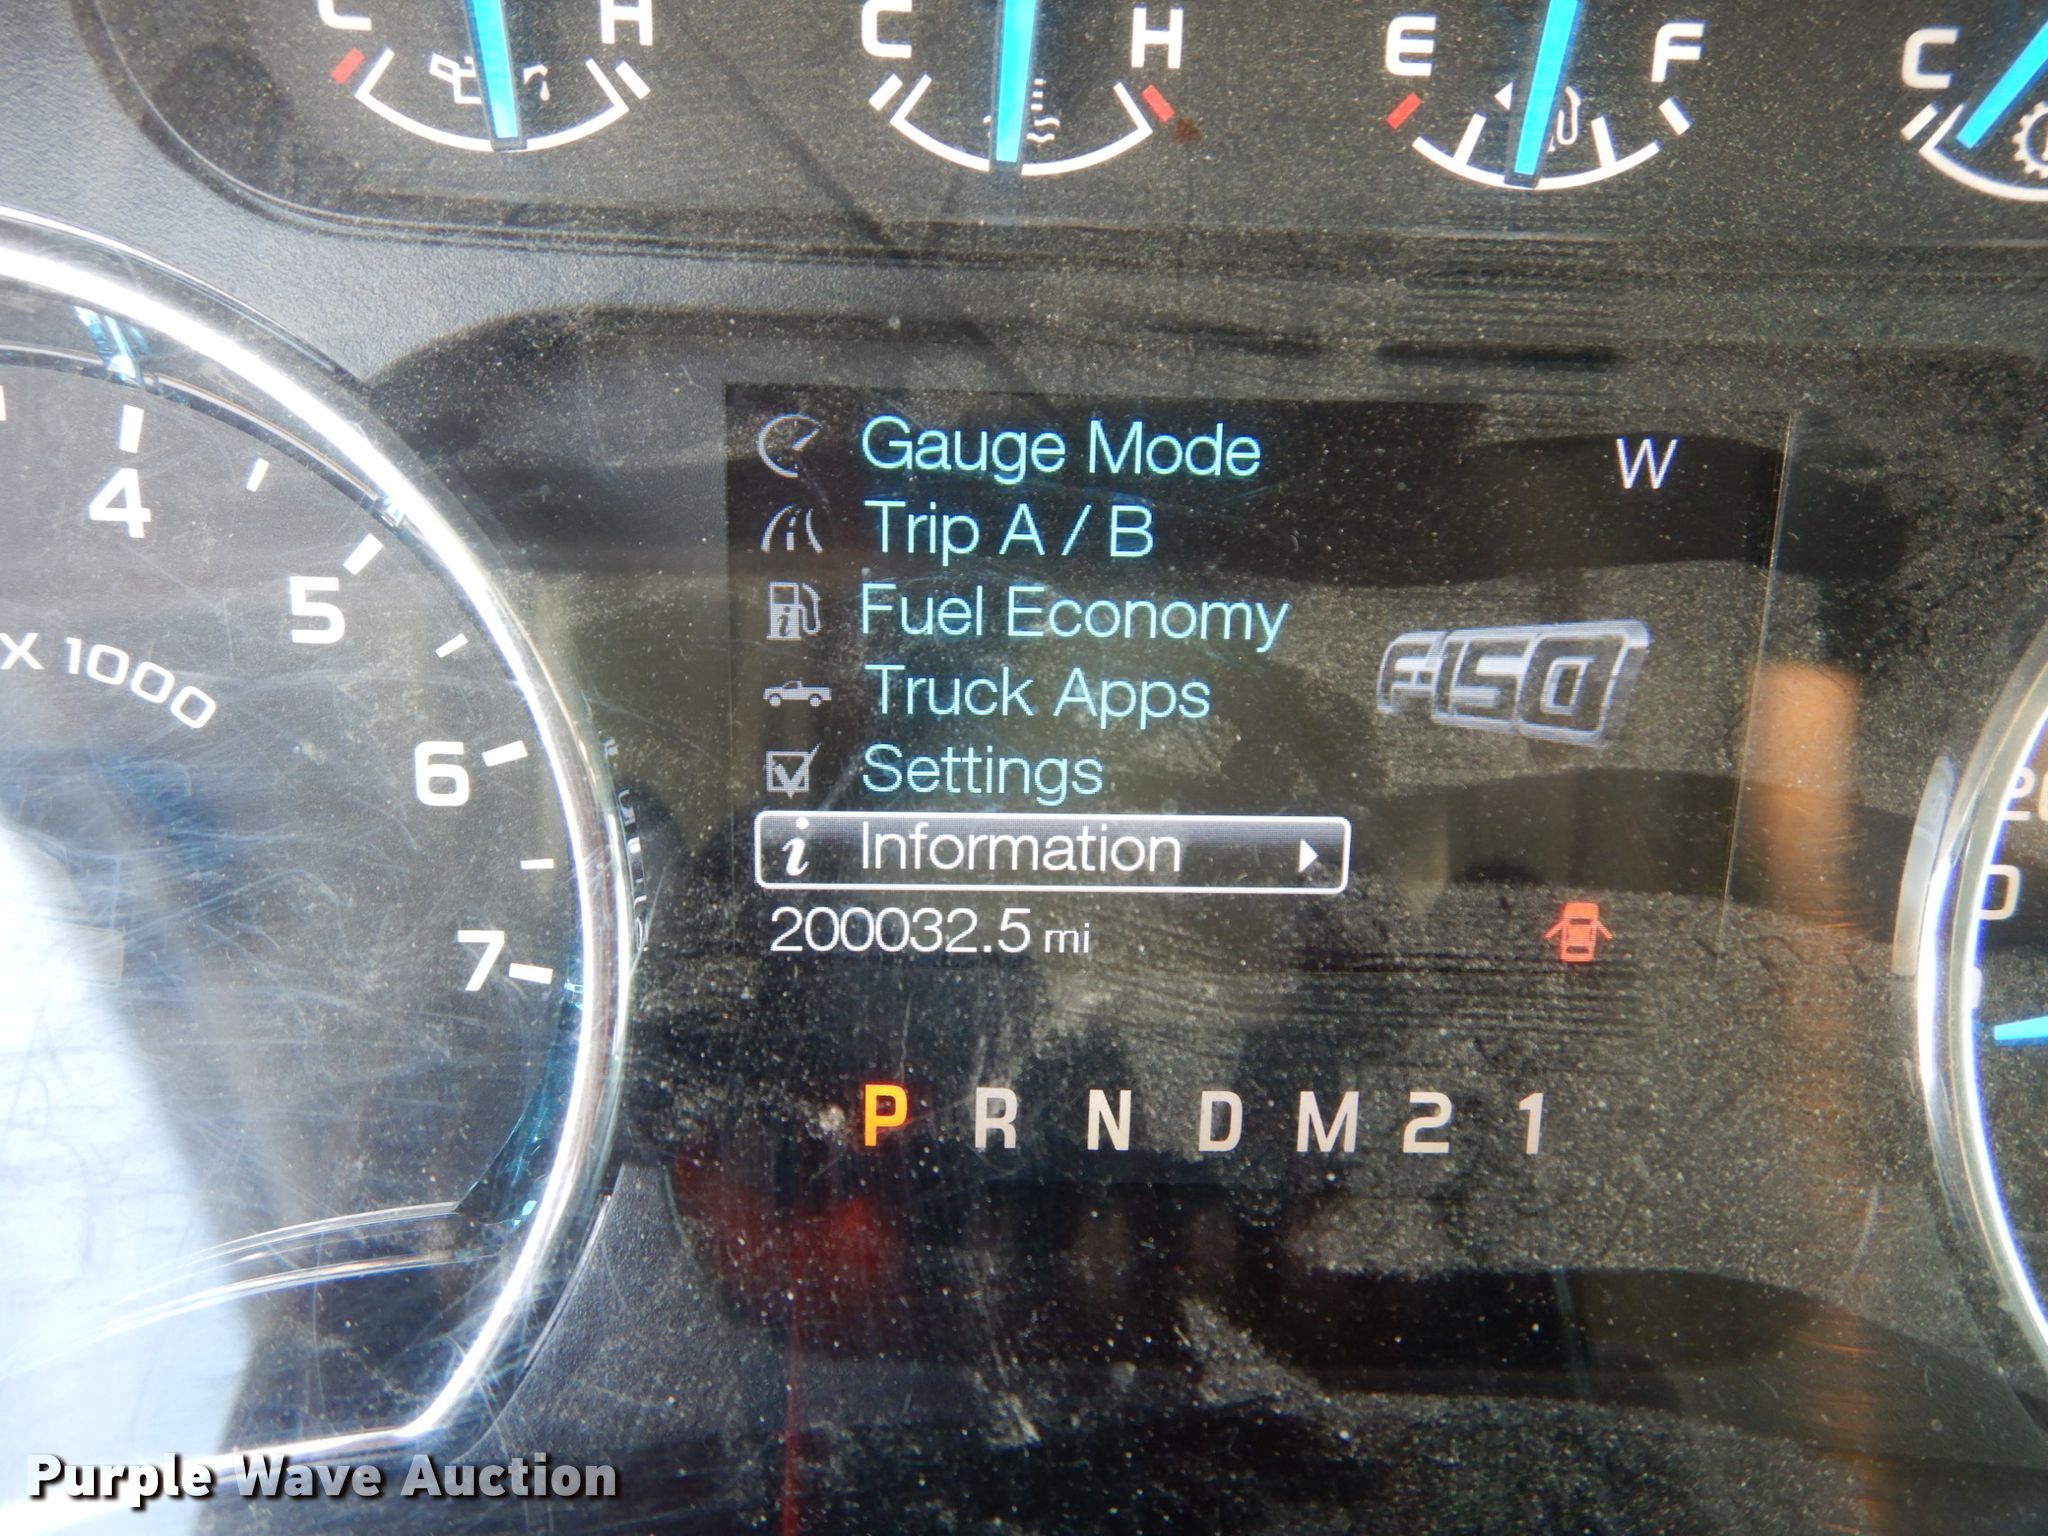 C H
C H
E F
C
4
5
6
7
X 1000
Gauge Mode
W
Trip A / B
Fuel Economy
F-150
Truck Apps
Settings
i Information
200032.5 mi
P R N D M 2 1
Purple Wave Auction